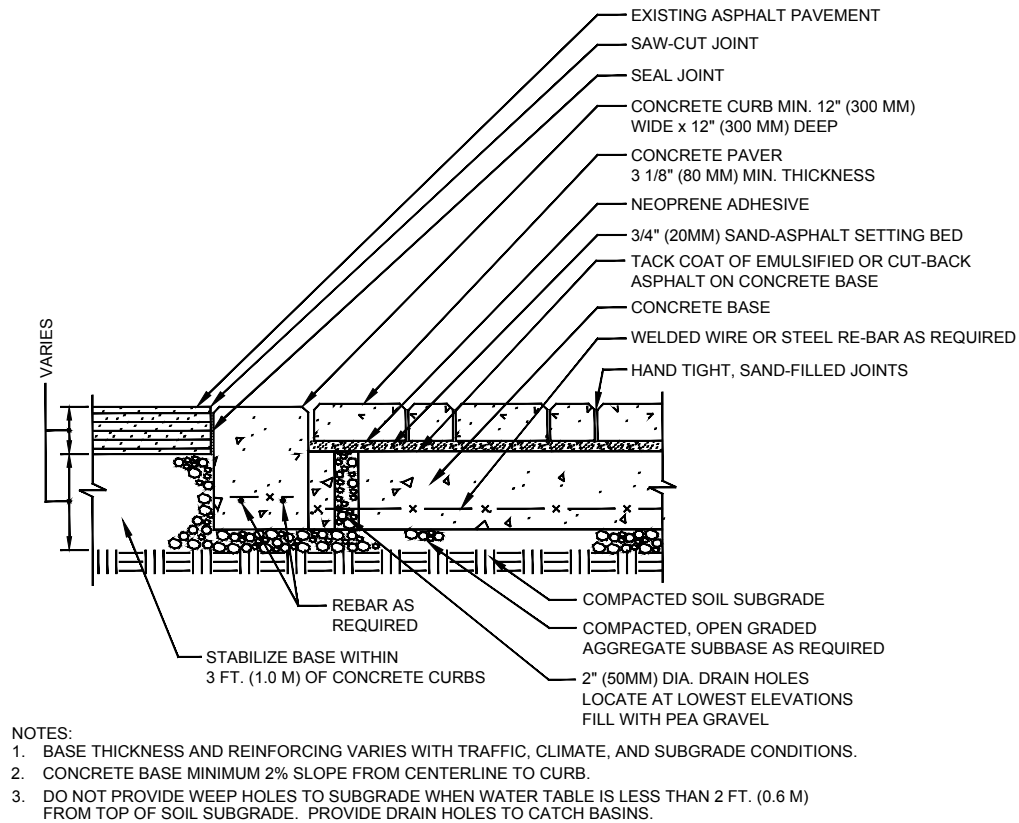 EXISTING ASPHALT PAVEMENT
SAW-CUT JOINT
SEAL JOINT
CONCRETE CURB MIN. 12" (300 MM)
WIDE x 12" (300 MM) DEEP
CONCRETE PAVER
3 1/8" (80 MM) MIN. THICKNESS
NEOPRENE ADHESIVE
3/4" (20MM) SAND-ASPHALT SETTING BED
TACK COAT OF EMULSIFIED OR CUT-BACK
ASPHALT ON CONCRETE BASE
CONCRETE BASE
WELDED WIRE OR STEEL RE-BAR AS REQUIRED
HAND TIGHT, SAND-FILLED JOINTS
VARIES
COMPACTED SOIL SUBGRADE
REBAR AS
REQUIRED
COMPACTED, OPEN GRADED
AGGREGATE SUBBASE AS REQUIRED
STABILIZE BASE WITHIN
3 FT. (1.0 M) OF CONCRETE CURBS
2" (50MM) DIA. DRAIN HOLES
LOCATE AT LOWEST ELEVATIONS
FILL WITH PEA GRAVEL
NOTES:
1. BASE THICKNESS AND REINFORCING VARIES WITH TRAFFIC, CLIMATE, AND SUBGRADE CONDITIONS.
2. CONCRETE BASE MINIMUM 2% SLOPE FROM CENTERLINE TO CURB.
3. DO NOT PROVIDE WEEP HOLES TO SUBGRADE WHEN WATER TABLE IS LESS THAN 2 FT. (0.6 M)
FROM TOP OF SOIL SUBGRADE. PROVIDE DRAIN HOLES TO CATCH BASINS.